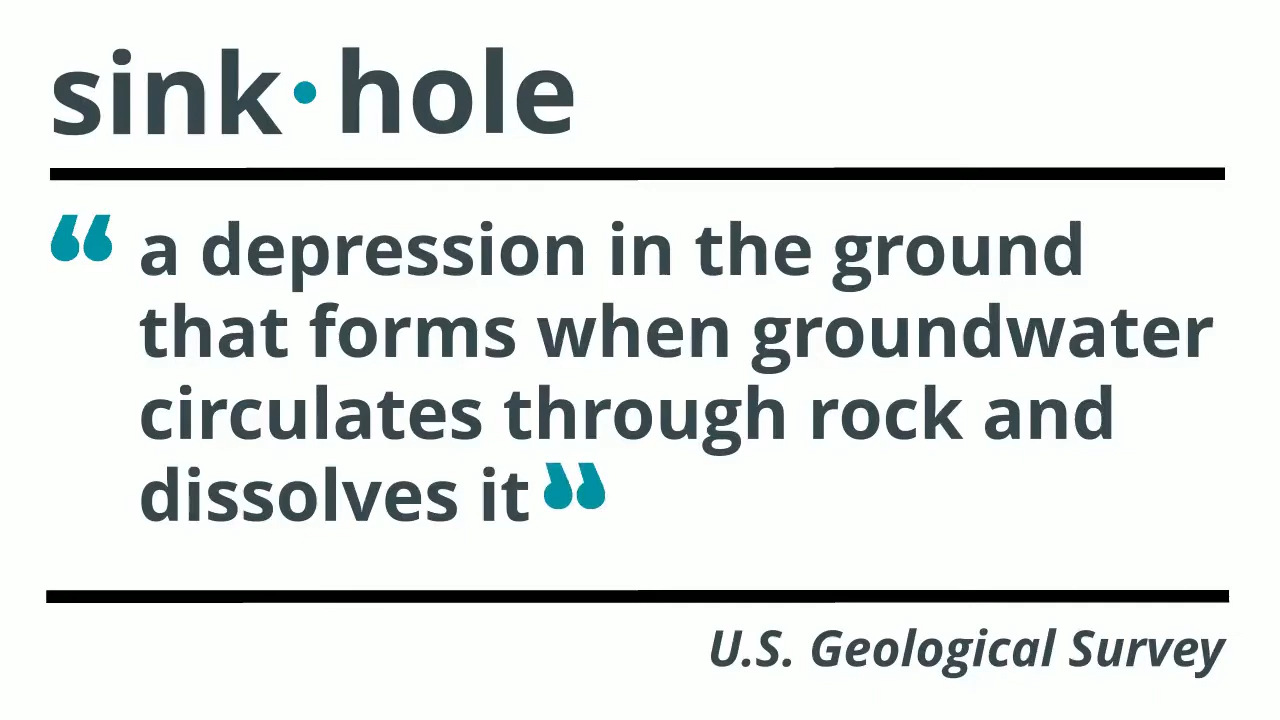 sink·hole
“a depression in the ground
that forms when groundwater
circulates through rock and
dissolves it”
U.S. Geological Survey